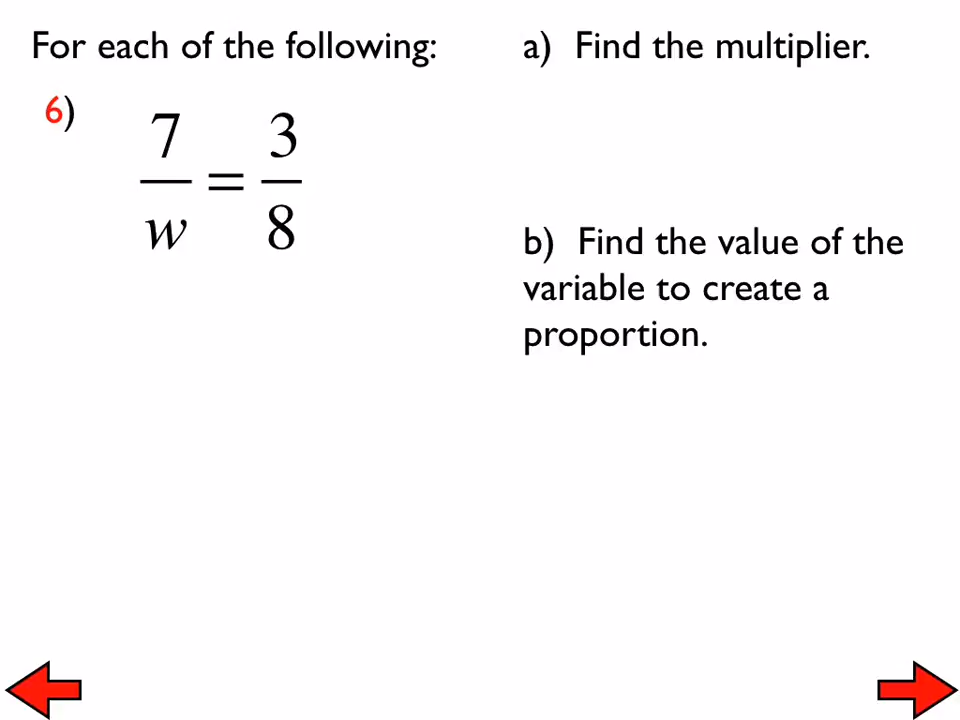 For each of the following:
a) Find the multiplier.
6)
7/w = 3/8
b) Find the value of the
variable to create a
proportion.